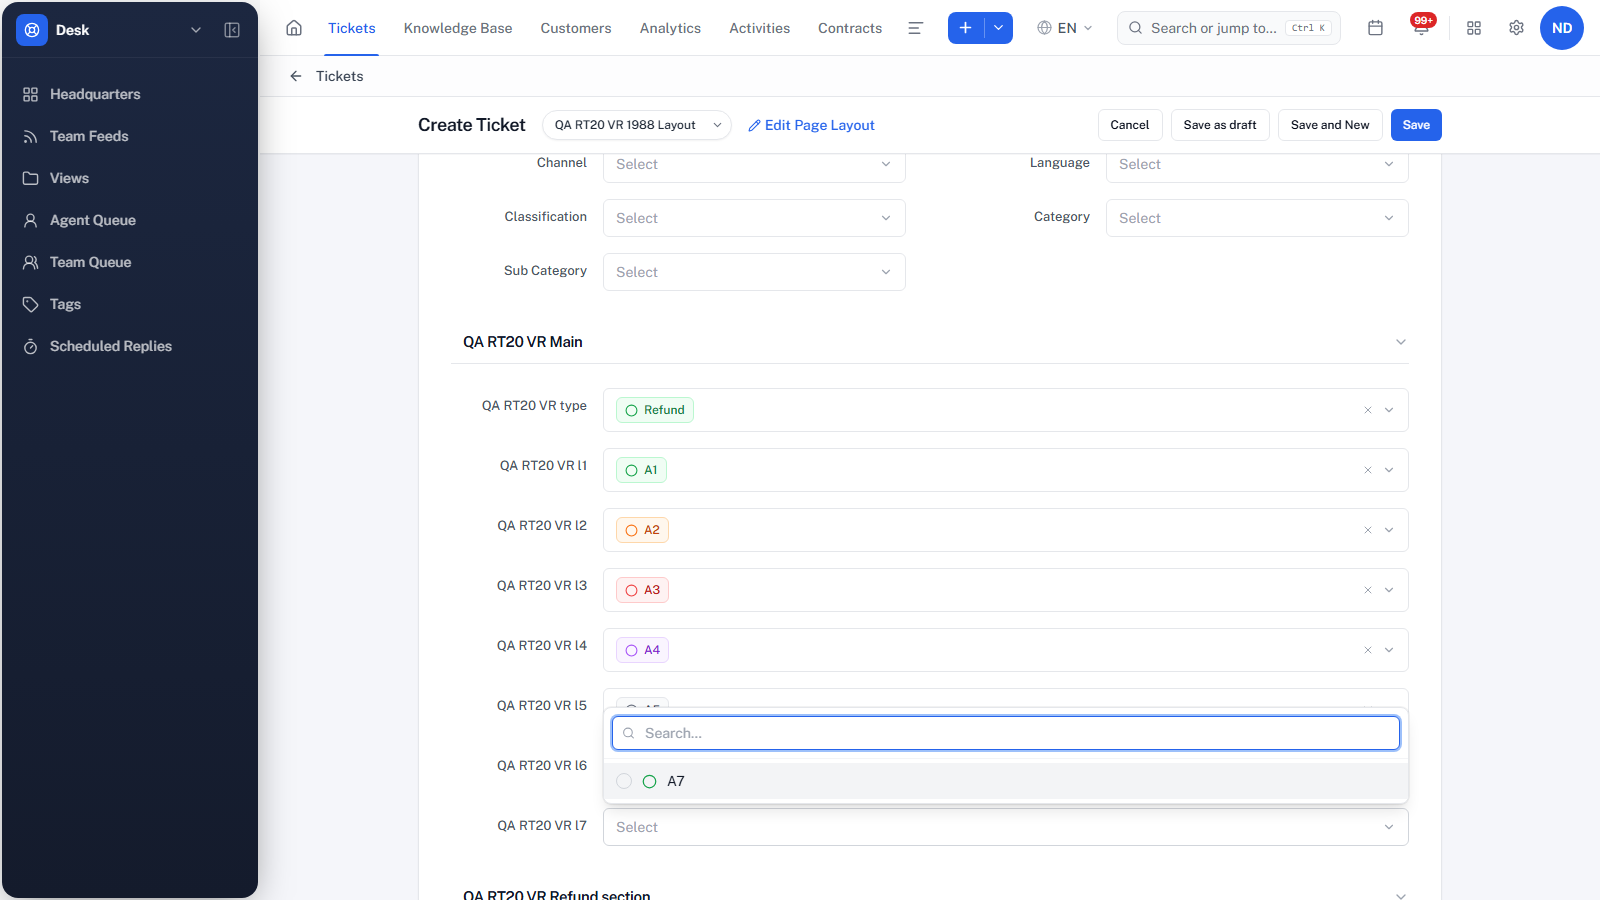 Desk
Tickets
Knowledge Base
Customers
Analytics
Activities
Contracts
EN
Search or jump to...
Ctrl K
99+
ND
Headquarters
Team Feeds
Views
Agent Queue
Team Queue
Tags
Scheduled Replies
Tickets
Create Ticket
QA RT20 VR 1988 Layout
Edit Page Layout
Cancel
Save as draft
Save and New
Save
Channel
Select
Language
Select
Classification
Select
Category
Select
Sub Category
Select
QA RT20 VR Main
QA RT20 VR type
Refund
QA RT20 VR l1
A1
QA RT20 VR l2
A2
QA RT20 VR l3
A3
QA RT20 VR l4
A4
QA RT20 VR l5
Search...
QA RT20 VR l6
A7
QA RT20 VR l7
Select
QA RT20 VR Refund section